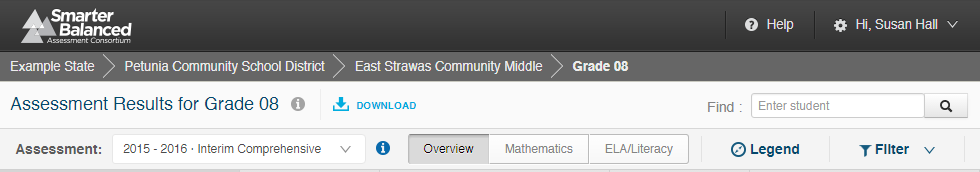 Smarter
Balanced
Assessment Consortium
Help
Hi, Susan Hall
Example State
Petunia Community School District
East Strawas Community Middle
Grade 08
Assessment Results for Grade 08
DOWNLOAD
Find :
Enter student
Assessment:
2015 - 2016 · Interim Comprehensive
Overview
Mathematics
ELA/Literacy
Legend
Filter